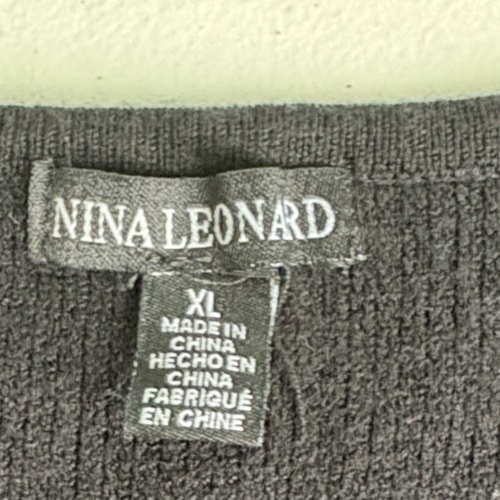 NINA LEONARD
XL
MADE IN
CHINA
HECHO EN
CHINA
FABRIQUÉ
EN CHINE